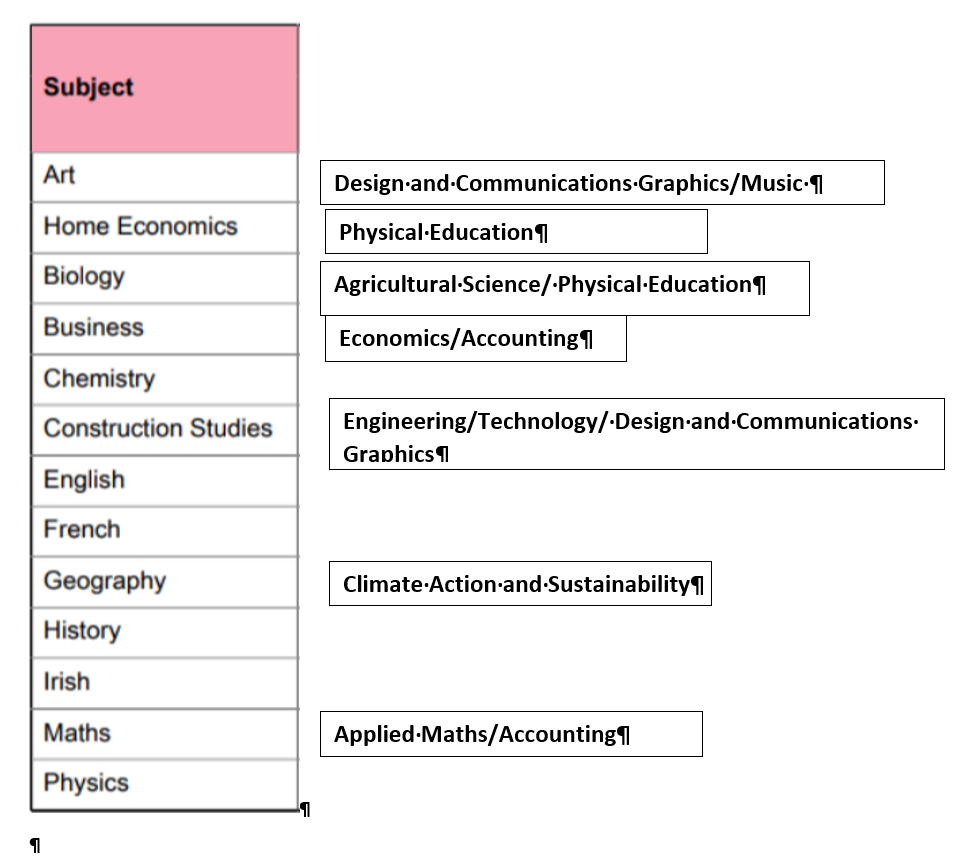 Subject
Art
Design·and·Communications·Graphics/Music·¶
Home Economics
Physical·Education¶
Biology
Agricultural·Science/·Physical·Education¶
Business
Economics/Accounting¶
Chemistry
Construction Studies
Engineering/Technology/·Design·and·Communications·
Graphics¶
English
French
Geography
Climate·Action·and·Sustainability¶
History
Irish
Maths
Applied·Maths/Accounting¶
Physics
¶
¶